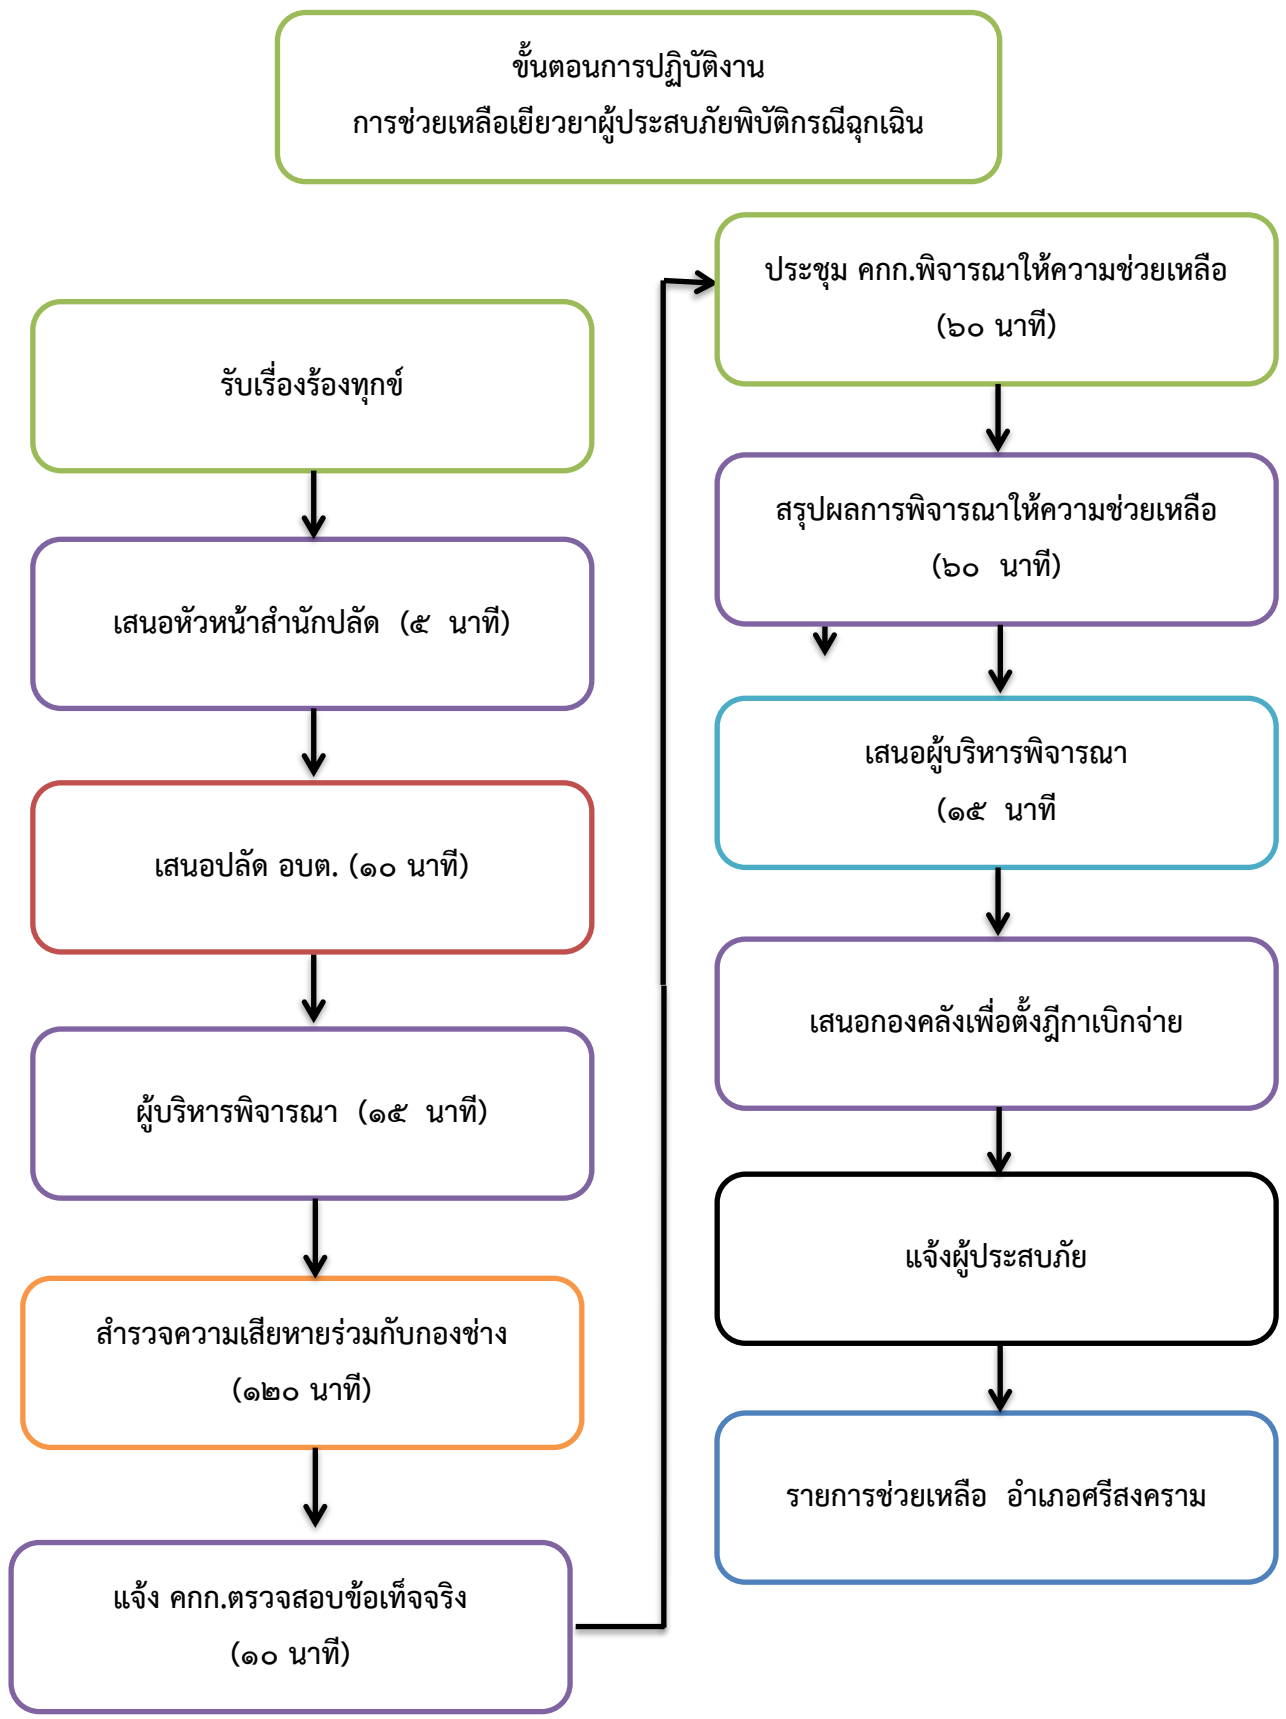 ขั้นตอนการปฏิบัติงาน
การช่วยเหลือเยียวยาผู้ประสบภัยพิบัติกรณีฉุกเฉิน
รับเรื่องร้องทุกข์
เสนอหัวหน้าสำนักปลัด (๕ นาที)
เสนอปลัด อบต. (๑๐ นาที)
ผู้บริหารพิจารณา (๑๕ นาที)
สำรวจความเสียหายร่วมกับกองช่าง
(๑๒๐ นาที)
แจ้ง คกก.ตรวจสอบข้อเท็จจริง
(๑๐ นาที)
ประชุม คกก.พิจารณาให้ความช่วยเหลือ
(๖๐ นาที)
สรุปผลการพิจารณาให้ความช่วยเหลือ
(๖๐ นาที)
เสนอผู้บริหารพิจารณา
(๑๕ นาที
เสนอกองคลังเพื่อตั้งฎีกาเบิกจ่าย
แจ้งผู้ประสบภัย
รายการช่วยเหลือ อำเภอศรีสงคราม